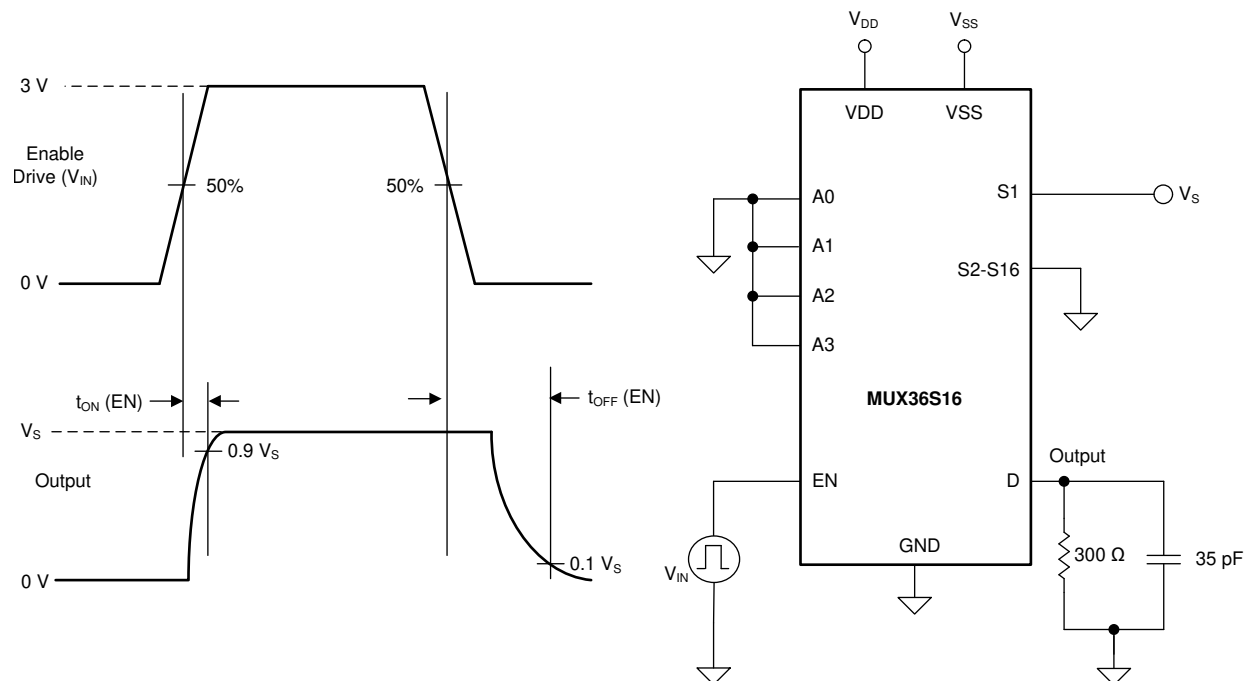 3 V
Enable
Drive (VIN)
50%
50%
0 V
tON (EN)
tOFF (EN)
VS
0.9 VS
Output
0.1 VS
0 V
VDD
VSS
VDD
VSS
A0
A1
A2
A3
S1
VS
S2-S16
MUX36S16
Output
EN
D
VIN
GND
300 Ω
35 pF